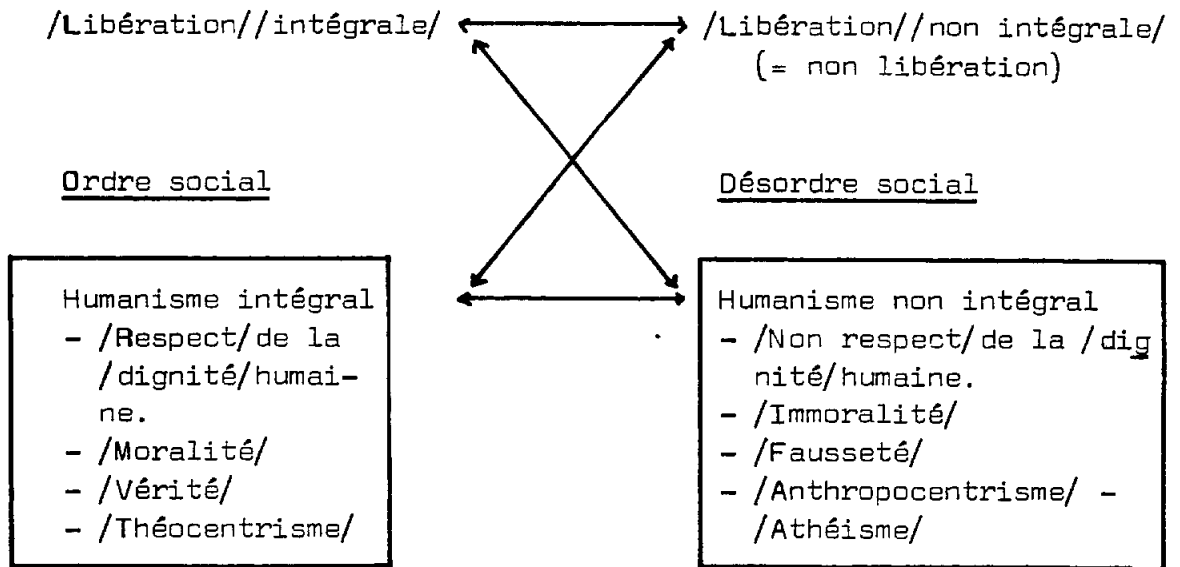 /Libération//intégrale/
/Libération//non intégrale/
(= non libération)
Ordre social
Désordre social
Humanisme intégral
- /Respect/de la
/dignité/humai-
ne.
- /Moralité/
- /Vérité/
- /Théocentrisme/
Humanisme non intégral
- /Non respect/de la /dig
nité/humaine.
- /Immoralité/
- /Fausseté/
- /Anthropocentrisme/ -
/Athéisme/